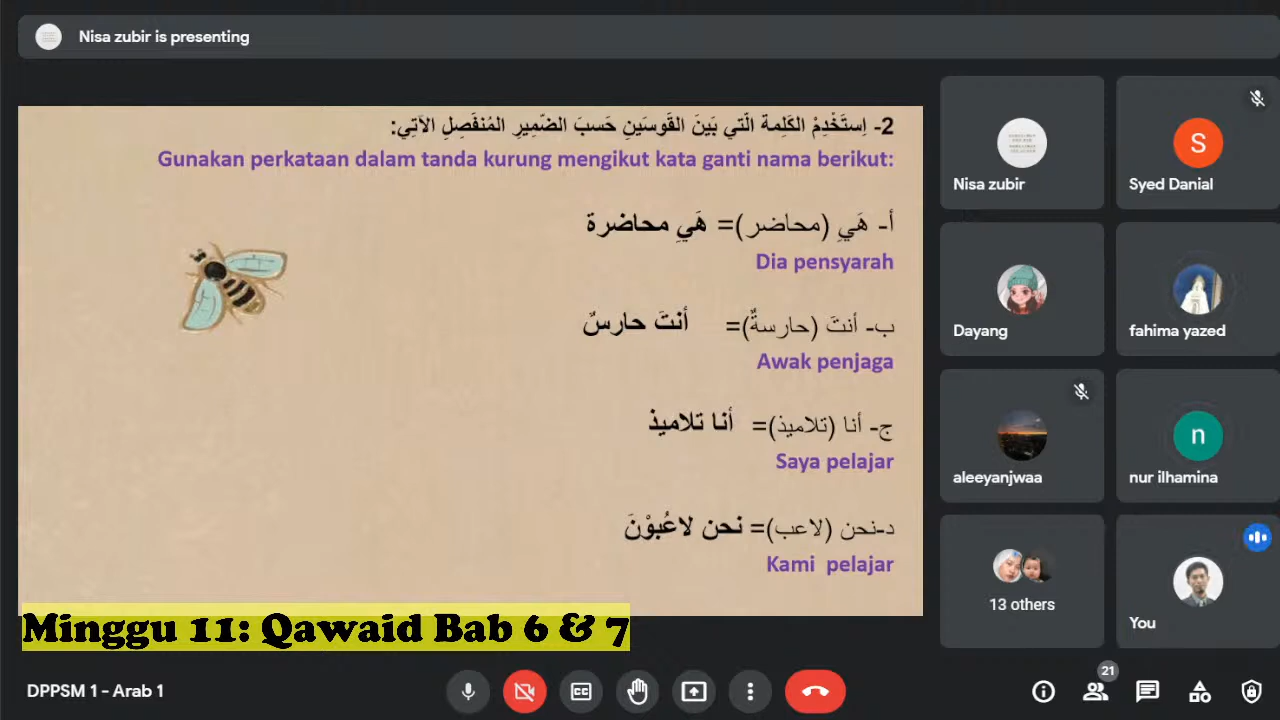 Nisa zubir is presenting
2- اِستَخْدِمْ الكَلِمة الّتي بَينَ القَوسَينِ حَسبَ الضّمِيرِ المُنفَصِلِ الآتِي:
Gunakan perkataan dalam tanda kurung mengikut kata ganti nama berikut:
أ- هَيِ (محاضر)= هَيِ محاضرة
Dia pensyarah
ب- أنتَ (حارسةٌ)= أنتَ حارسٌ
Awak penjaga
ج- أنا (تلاميذ)= أنا تلاميذ
Saya pelajar
د-نحن (لاعب)= نحن لاعُبوْنَ
Kami pelajar
Minggu 11: Qawaid Bab 6 & 7
Nisa zubir
S
Syed Danial
Dayang
fahima yazed
aleeyanjwaa
n
nur ilhamina
13 others
You
DPPSM 1 - Arab 1
CC
21